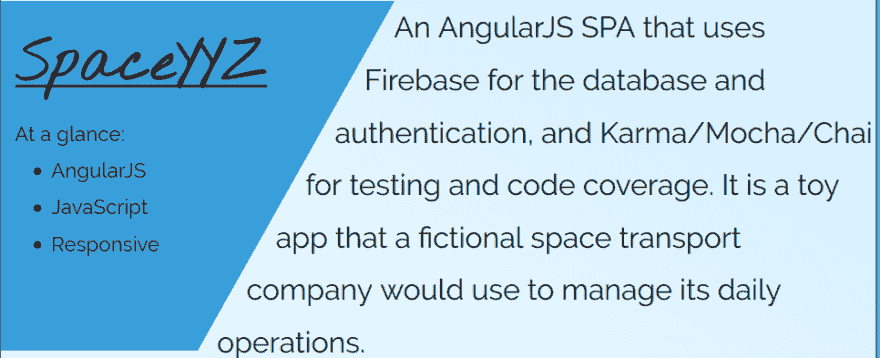 SpaceYYZ
At a glance:
AngularJS
JavaScript
Responsive
An AngularJS SPA that uses
Firebase for the database and
authentication, and Karma/Mocha/Chai
for testing and code coverage. It is a toy
app that a fictional space transport
company would use to manage its daily
operations.